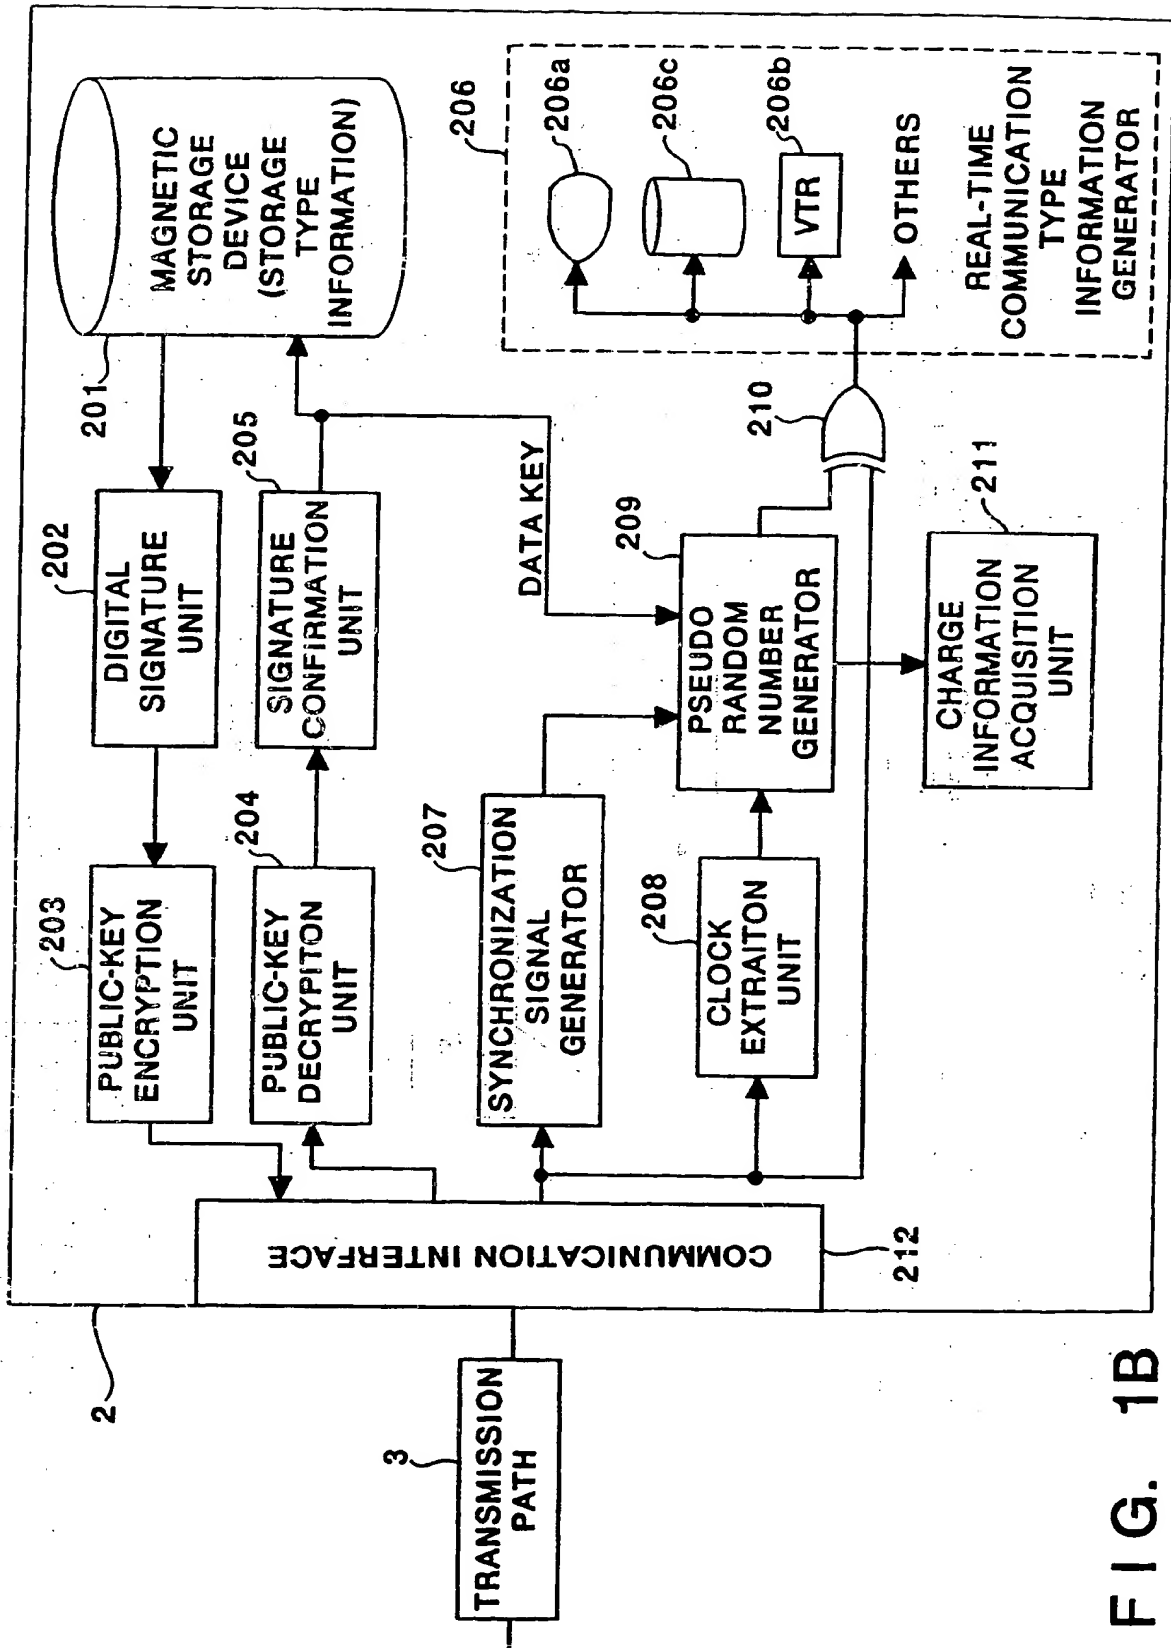 2
201
MAGNETIC
STORAGE
DEVICE
(STORAGE
TYPE
INFORMATION)
202
DIGITAL
SIGNATURE
UNIT
203
PUBLIC-KEY
ENCRYPTION
UNIT
204
PUBLIC-KEY
DECRYPITON
UNIT
205
SIGNATURE
CONFIRMATION
UNIT
DATA KEY
206
206a
206c
206b
VTR
OTHERS
REAL-TIME
COMMUNICATION
TYPE
INFORMATION
GENERATOR
207
SYNCHRONIZATION
SIGNAL
GENERATOR
208
CLOCK
EXTRAITON
UNIT
209
PSEUDO
RANDOM
NUMBER
GENERATOR
210
211
CHARGE
INFORMATION
ACQUISITION
UNIT
COMMUNICATION INTERFACE
212
3
TRANSMISSION
PATH
FIG. 1B